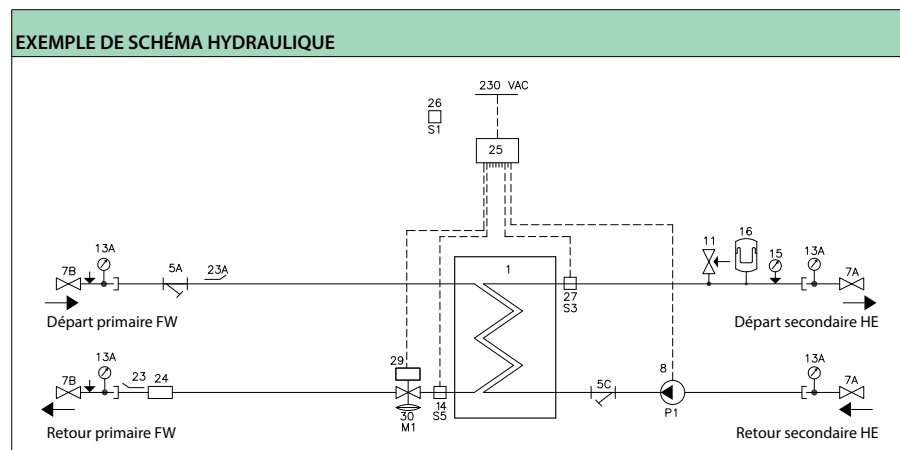 EXEMPLE DE SCHÉMA HYDRAULIQUE
230 VAC
26
S1
25
13A
7B
5A
23A
1
27
S3
11
16
15
13A
7A
Départ primaire FW
Départ secondaire HE
13A
7B
23
24
29
30
M1
14
S5
5C
8
P1
13A
7A
Retour primaire FW
Retour secondaire HE